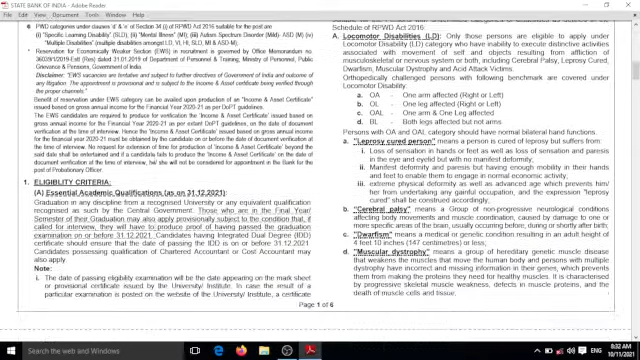 STATE BANK OF INDIA - Adobe Reader
File Edit View Document Tools Window Help
PWD categories under clauses 'd' & 'e' of Section 34 (i) of RPWD Act 2016 suitable for the post are
(i) "Specific Learning Disability" (SLD), (ii) "Mental Illness" (MI), (iii) "Autism Spectrum Disorder (Mild)- ASD (M) (iv)
"Multiple Disabilities" (multiple disabilities amongst LD, VI, HI, SLD, MI & ASD-M)
* Reservation for Economically Weaker Section (EWS) in recruitment is governed by Office Memorandum no
36039/1/2019-Estt (Res) dated 31.01.2019 of Department of Personnel & Training, Ministry of Personnel,
Public Grievance & Pensions, Government of India.
Disclaimer: "EWS vacancies are tentative and subject to further directives of Government of India and outcome of
any litigation. The appointment is provisional and is subject to the Income & Asset certificate being verified through
the proper channels."
Benefit of reservation under EWS category can be availed upon production of an "Income & Asset Certificate"
issued based on gross annual income for the Financial Year 2020-21 as per DoPT guidelines.
The EWS candidates are required to produce for verification the 'Income & Asset Certificate' issued based on
gross annual income for the Financial Year 2020-21 as per extant DoPT guidelines, on the date of document
verification at the time of interview. Hence the 'Income & Asset Certificate' issued based on gross annual income
for the financial year 2020-21 must be obtained by the candidate on or before the date of document verification at
the time of interview. No request for extension of time for production of 'Income & Asset Certificate' beyond the
said date shall be entertained and if a candidate fails to produce the 'Income & Asset Certificate' on the date of
document verification at the time of interview, he/ she will not be considered for appointment in the Bank for the
post of Probationary Officer.
1. ELIGIBILITY CRITERIA:
(A) Essential Academic Qualifications (as on 31.12.2021):
Graduation in any discipline from a recognised University or any equivalent qualification
recognised as such by the Central Government. Those who are in the Final Year/
Semester of their Graduation may also apply provisionally subject to the condition that, if
called for interview, they will have to produce proof of having passed the graduation
examination on or before 31.12.2021. Candidates having Integrated Dual Degree (IDD)
certificate should ensure that the date of passing the IDD is on or before 31.12.2021.
Candidates possessing qualification of Chartered Accountant or Cost Accountant may
also apply.
Note:
i. The date of passing eligibility examination will be the date appearing on the mark sheet
or provisional certificate issued by the University/ Institute. In case the result of a
particular examination is posted on the website of the University/ Institute, a certificate
Schedule of RPWD Act 2016:
A. Locomotor Disabilities (LD): Only those persons are eligible to apply under
Locomotor Disability (LD) category who have inability to execute distinctive activities
associated with movement of self and objects resulting from affliction of
musculoskeletal or nervous system or both, including Cerebral Palsy, Leprosy Cured,
Dwarfism, Muscular Dystrophy and Acid Attack Victims.
Orthopedically challenged persons with following benchmark are covered under
Locomotor Disability:
a. OA - One arm affected (Right or Left)
b. OL - One leg affected (Right or Left)
c. OAL - One arm & One Leg affected
d. BL - Both legs affected but not arms
Persons with OA and OAL category should have normal bilateral hand functions.
a. "Leprosy cured person" means a person is cured of leprosy but suffers from
i. Loss of sensation in hands or feet as well as loss of sensation and paresis
in the eye and eyelid but with no manifest deformity;
ii. Manifest deformity and paresis but having enough mobility in their hands
and feet to enable them to engage in normal economic activity;
iii. extreme physical deformity as well as advanced age which prevents him/
her from undertaking any gainful occupation, and the expression "leprosy
cured" shall be construed accordingly.
b. "Cerebral palsy" means a Group of non-progressive neurological conditions
affecting body movements and muscle coordination, caused by damage to one or
more specific areas of the brain, usually occurring before, during or shortly after birth;
c. "Dwarfism" means a medical or genetic condition resulting in an adult height of
4 feet 10 inches (147 centimetres) or less;
d. "Muscular dystrophy" means a group of hereditary genetic muscle disease
that weakens the muscles that move the human body and persons with multiple
dystrophy have incorrect and missing information in their genes, which prevents
them from making the proteins they need for healthy muscles. It is characterised
by progressive skeletal muscle weakness, defects in muscle proteins, and the
death of muscle cells and tissue;
Page 1 of 6
Search the web and Windows
ENG
8:32 AM
10/11/2021